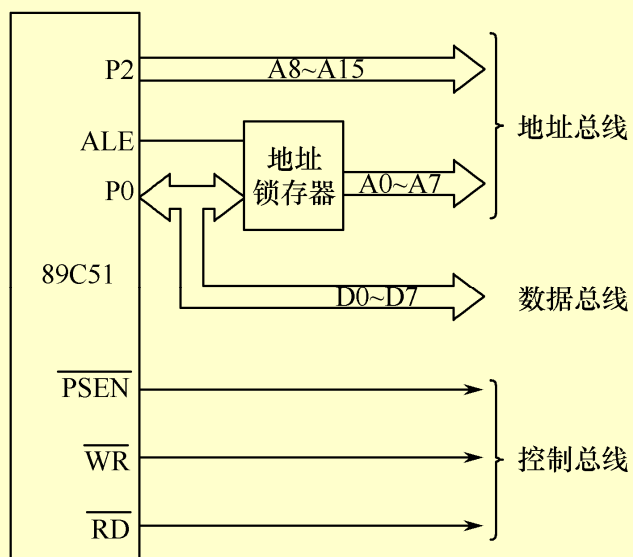 P2
A8~A15
地址总线
ALE
地址
锁存器
P0
A0~A7
89C51
D0~D7
数据总线
PSEN
WR
控制总线
RD